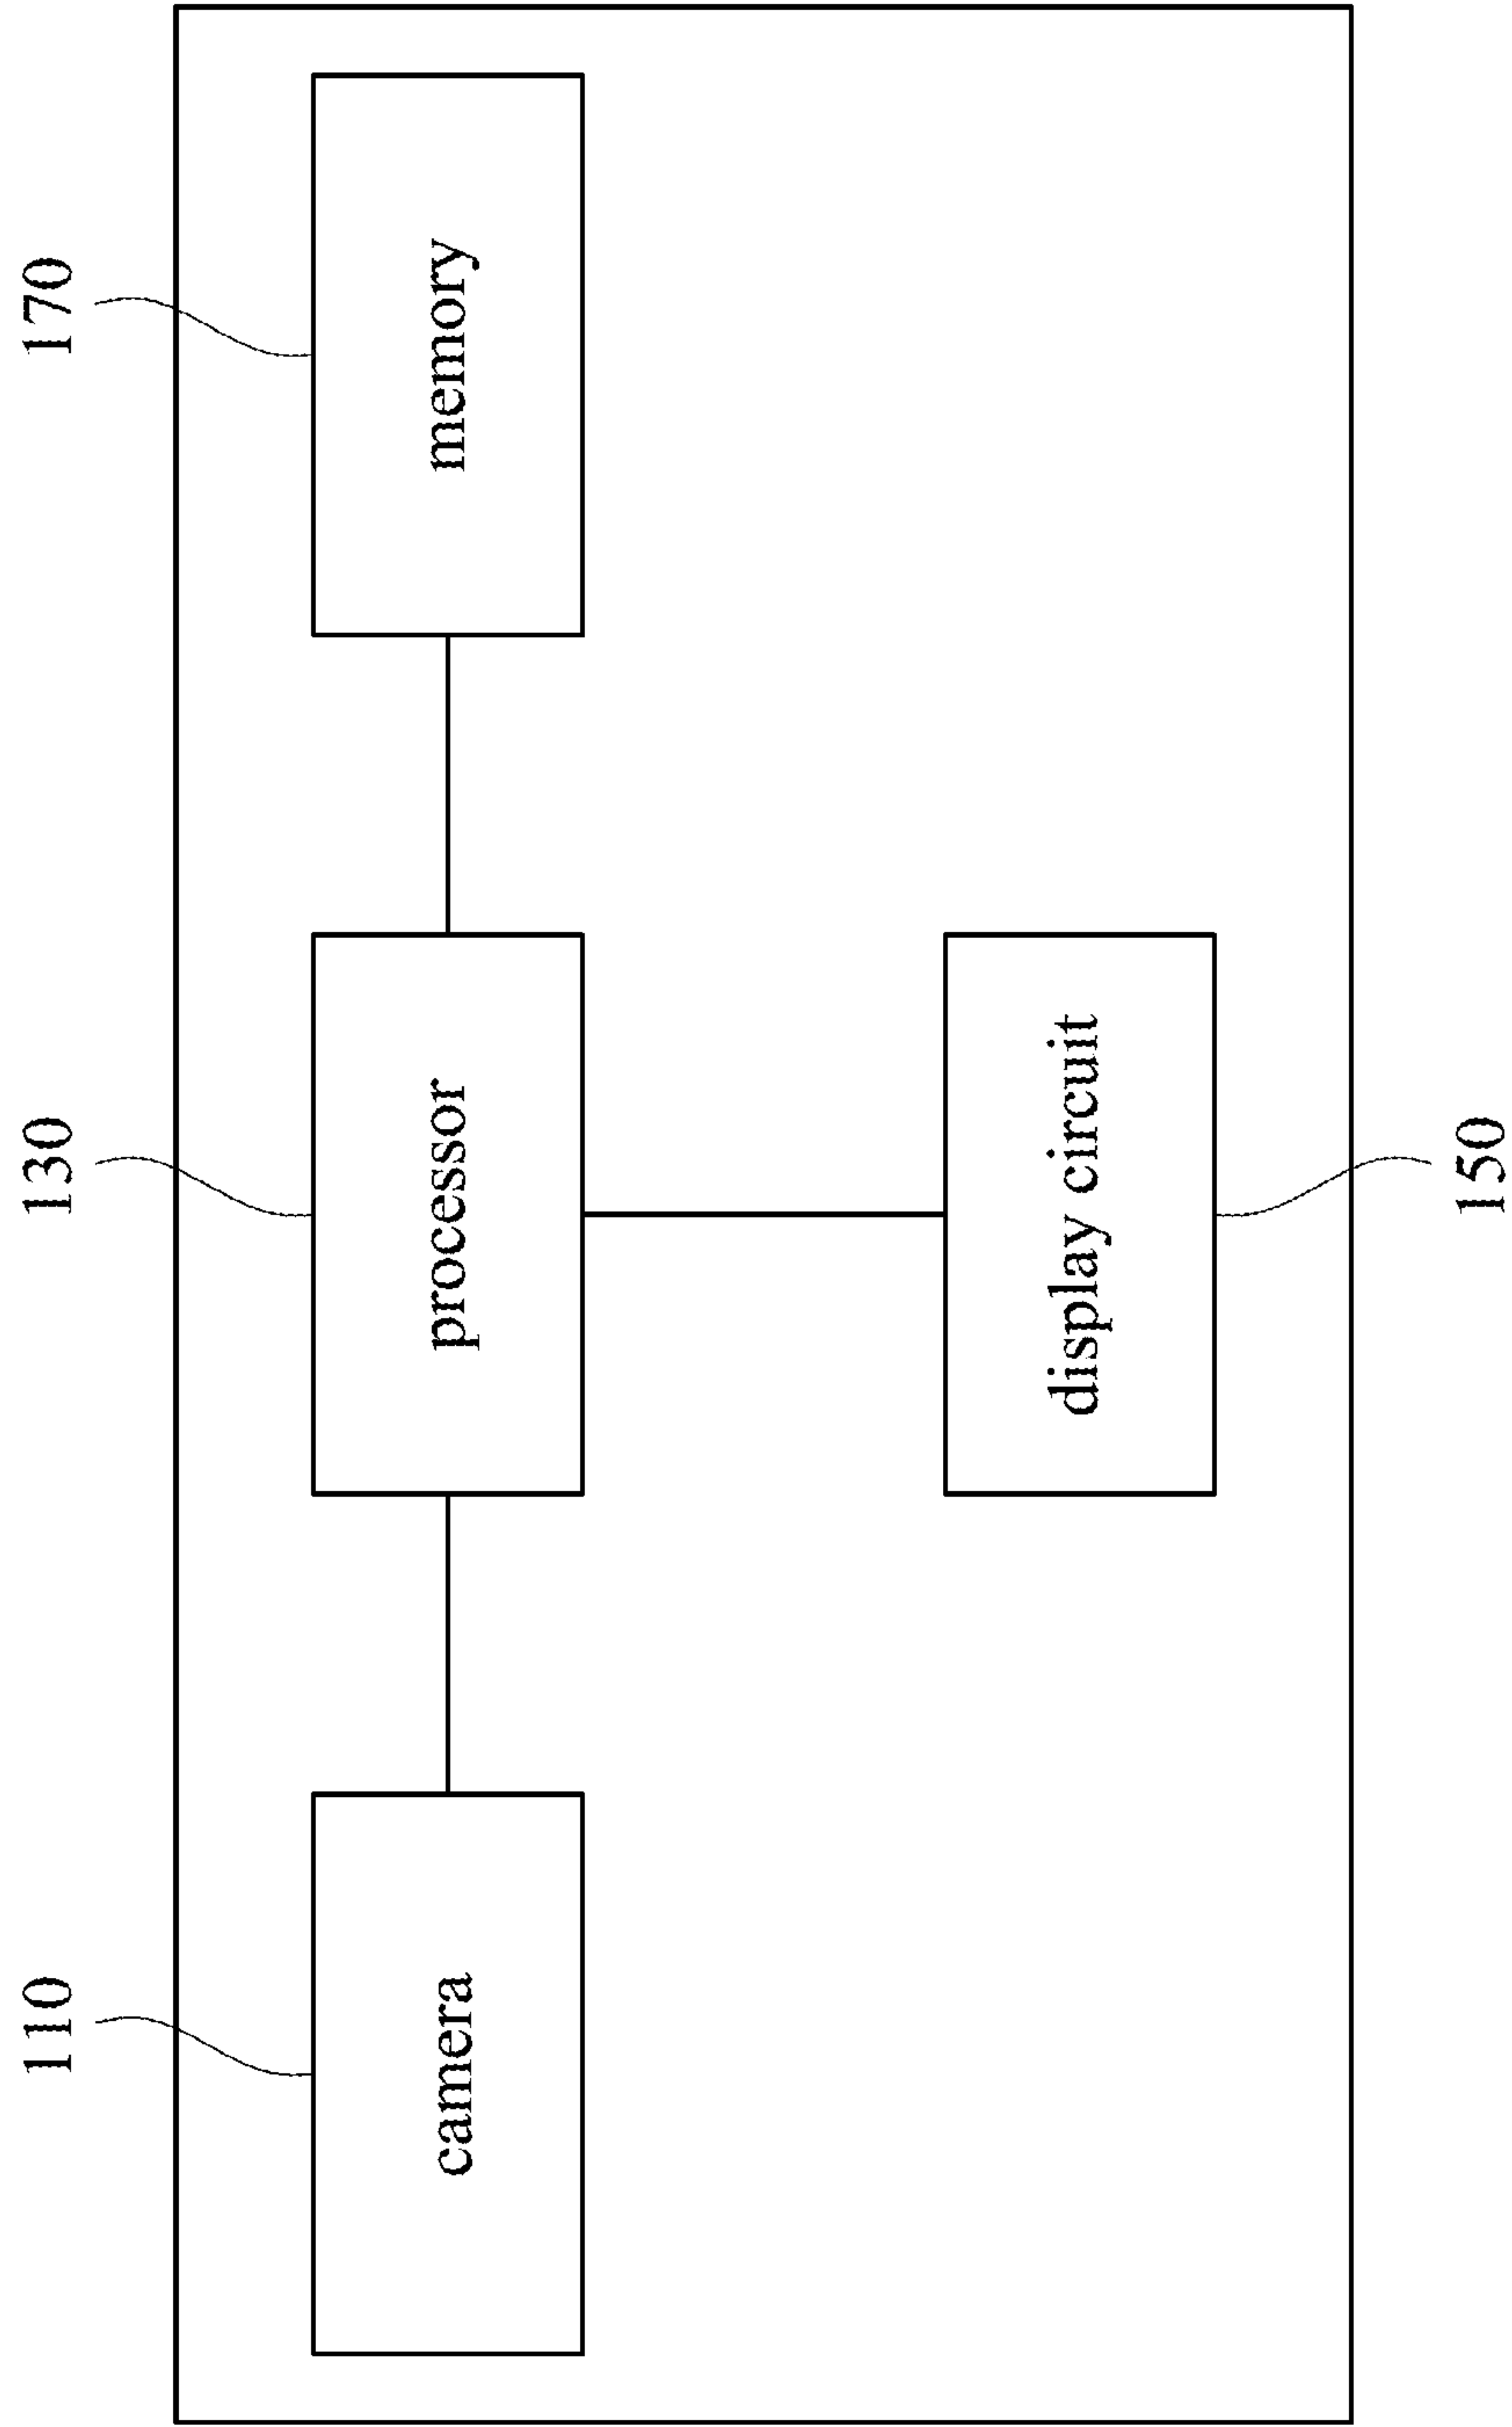 110
130
170
camera
processor
memory
display circuit
150